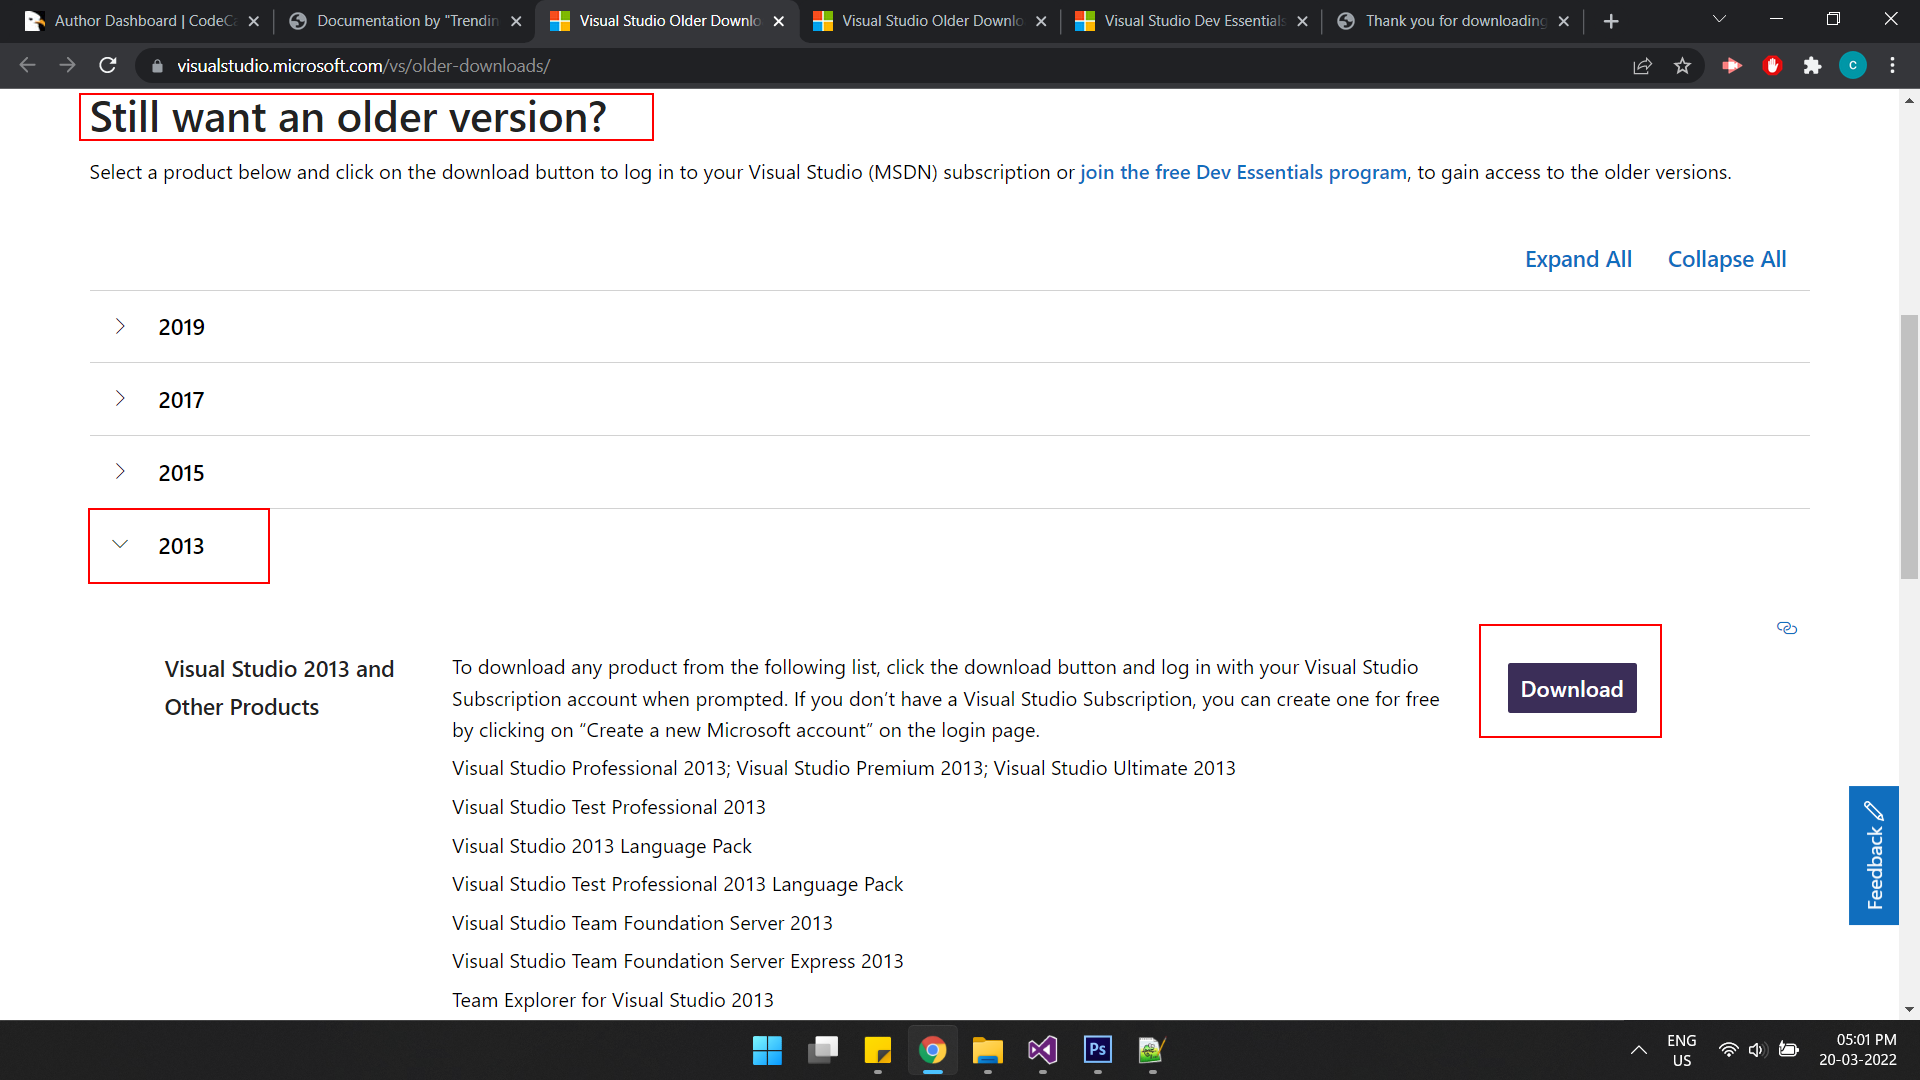 Author Dashboard | CodeC
Documentation by "Trendin
Visual Studio Older Downlo
Visual Studio Older Downlo
Visual Studio Dev Essentials
Thank you for downloading
visualstudio.microsoft.com/vs/older-downloads/
c
Still want an older version?
Select a product below and click on the download button to log in to your Visual Studio (MSDN) subscription or join the free Dev Essentials program, to gain access to the older versions.
Expand All
Collapse All
2019
2017
2015
2013
Visual Studio 2013 and
Other Products
To download any product from the following list, click the download button and log in with your Visual Studio
Subscription account when prompted. If you don’t have a Visual Studio Subscription, you can create one for free
by clicking on “Create a new Microsoft account” on the login page.
Download
Visual Studio Professional 2013; Visual Studio Premium 2013; Visual Studio Ultimate 2013
Visual Studio Test Professional 2013
Visual Studio 2013 Language Pack
Visual Studio Test Professional 2013 Language Pack
Visual Studio Team Foundation Server 2013
Visual Studio Team Foundation Server Express 2013
Team Explorer for Visual Studio 2013
Feedback
Ps
ENG
US
05:01 PM
20-03-2022